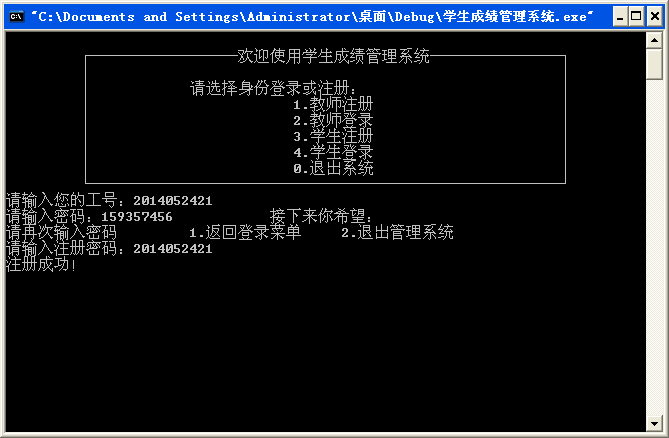 "C:\Documents and Settings\Administrator\桌面\Debug\学生成绩管理系统.exe"
欢迎使用学生成绩管理系统
请选择身份登录或注册:
1.教师注册
2.教师登录
3.学生注册
4.学生登录
0.退出系统
请输入您的工号: 2014052421
请输入密码: 159357456 接下来你希望:
请再次输入密码 1.返回登录菜单 2.退出管理系统
请输入注册密码: 2014052421
注册成功!